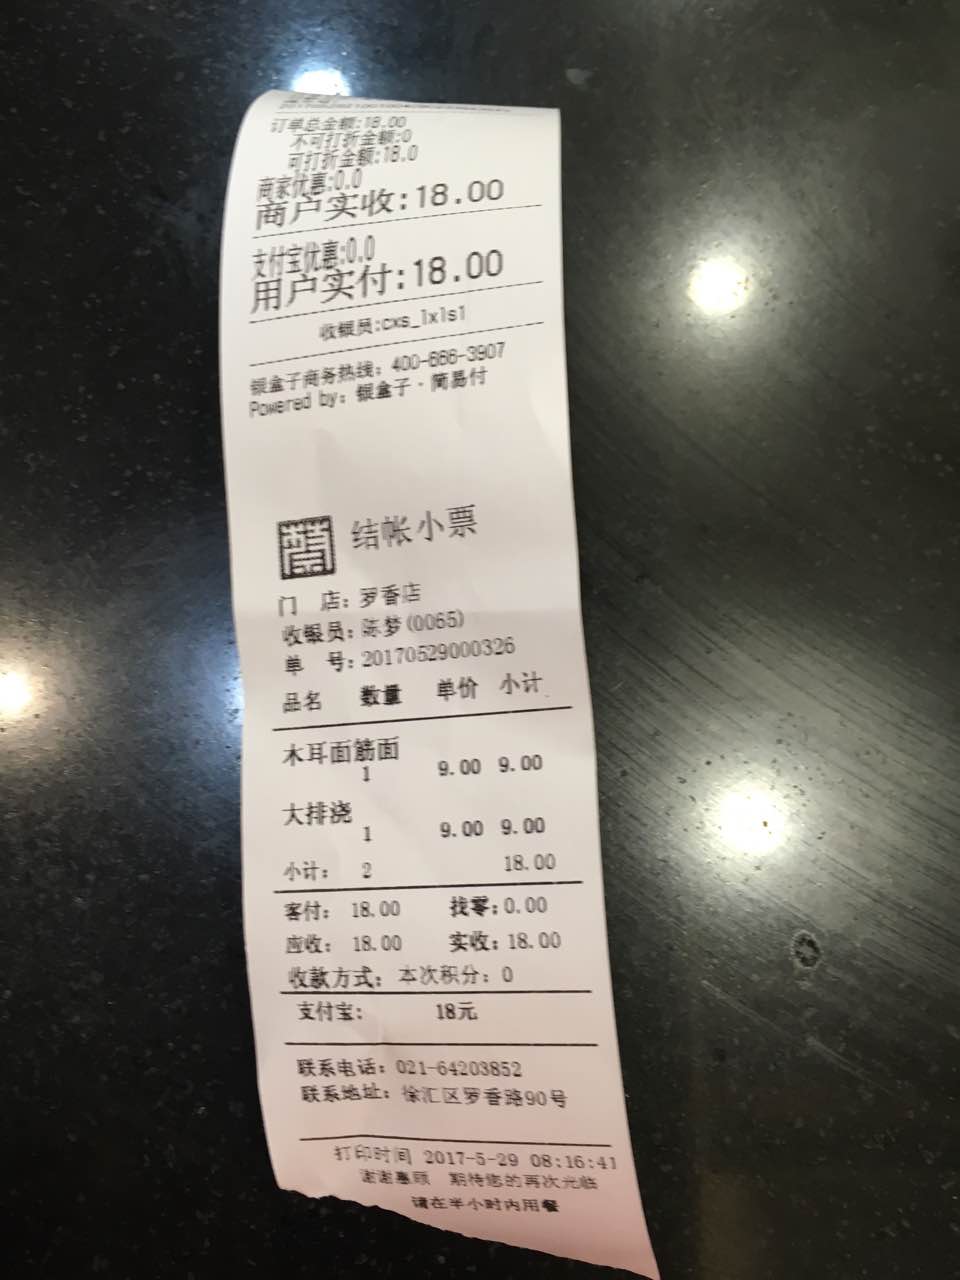 订单总金额:18.00
不可打折金额:0
可打折金额:18.0
商家优惠:0.0
商户实收:18.00
支付宝优惠:0.0
用户实付:18.00
收银员:cxs_lxls1
银盒子商务热线: 400-666-3907
Powered by: 银盒子·简易付
结帐小票
门 店: 罗香店
收银员: 陈梦(0065)
单 号: 20170529000326
品名 数量 单价 小计
木耳面筋面
1 9.00 9.00
大排浇
1 9.00 9.00
小计: 2 18.00
客付: 18.00 找零: 0.00
应收: 18.00 实收: 18.00
收款方式: 本次积分: 0
支付宝: 18元
联系电话: 021-64203852
联系地址: 徐汇区罗香路90号
打印时间 2017-5-29 08:16:41
谢谢惠顾 期待您的再次光临
请在半小时内用餐